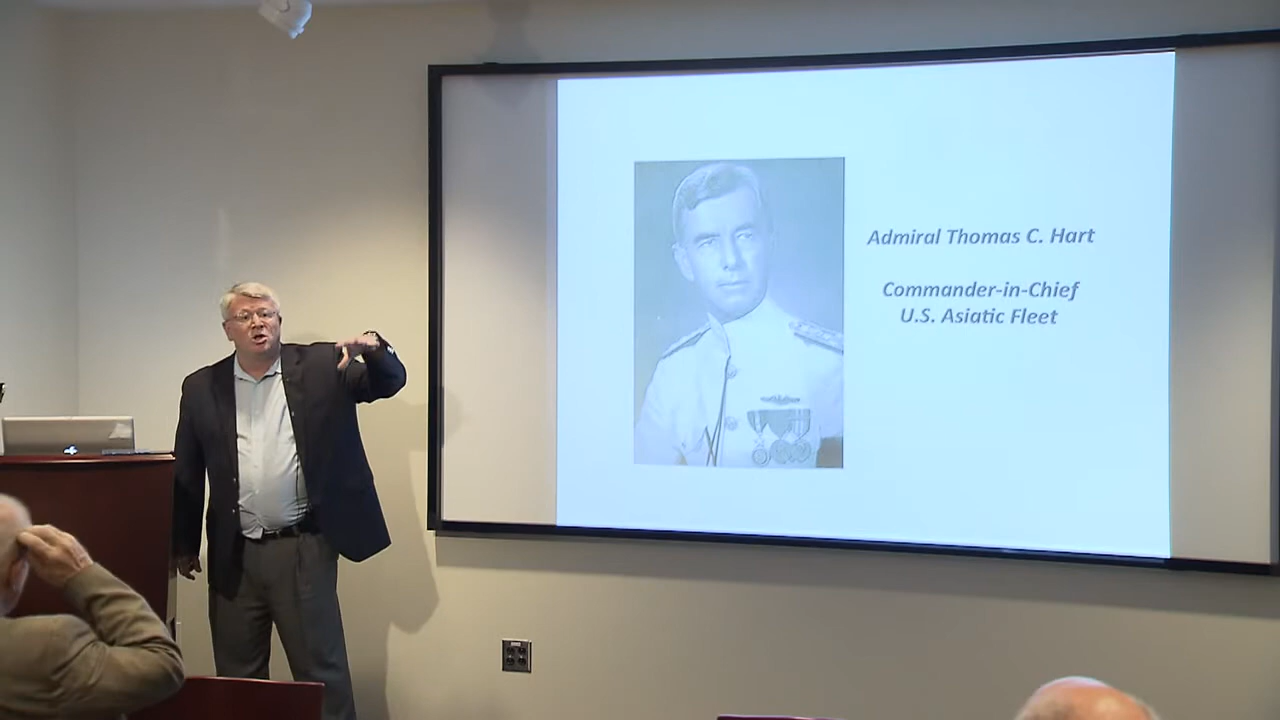 Admiral Thomas C. Hart
Commander-in-Chief
U.S. Asiatic Fleet